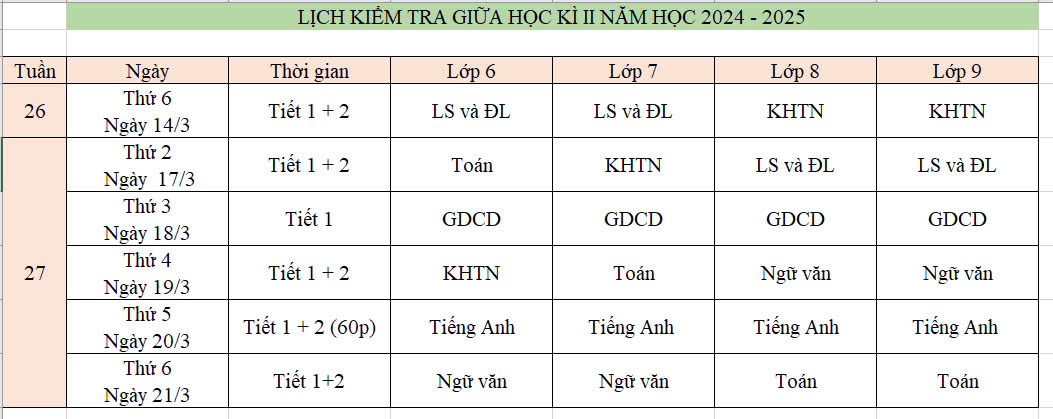 LỊCH KIỂM TRA GIỮA HỌC KÌ II NĂM HỌC 2024 - 2025
Tuần Ngày Thời gian Lớp 6 Lớp 7 Lớp 8 Lớp 9
26 Thứ 6 Ngày 14/3 Tiết 1 + 2 LS và ĐL LS và ĐL KHTN KHTN
27 Thứ 2 Ngày 17/3 Tiết 1 + 2 Toán KHTN LS và ĐL LS và ĐL
Thứ 3 Ngày 18/3 Tiết 1 GDCD GDCD GDCD GDCD
Thứ 4 Ngày 19/3 Tiết 1 + 2 KHTN Toán Ngữ văn Ngữ văn
Thứ 5 Ngày 20/3 Tiết 1 + 2 (60p) Tiếng Anh Tiếng Anh Tiếng Anh Tiếng Anh
Thứ 6 Ngày 21/3 Tiết 1+2 Ngữ văn Ngữ văn Toán Toán